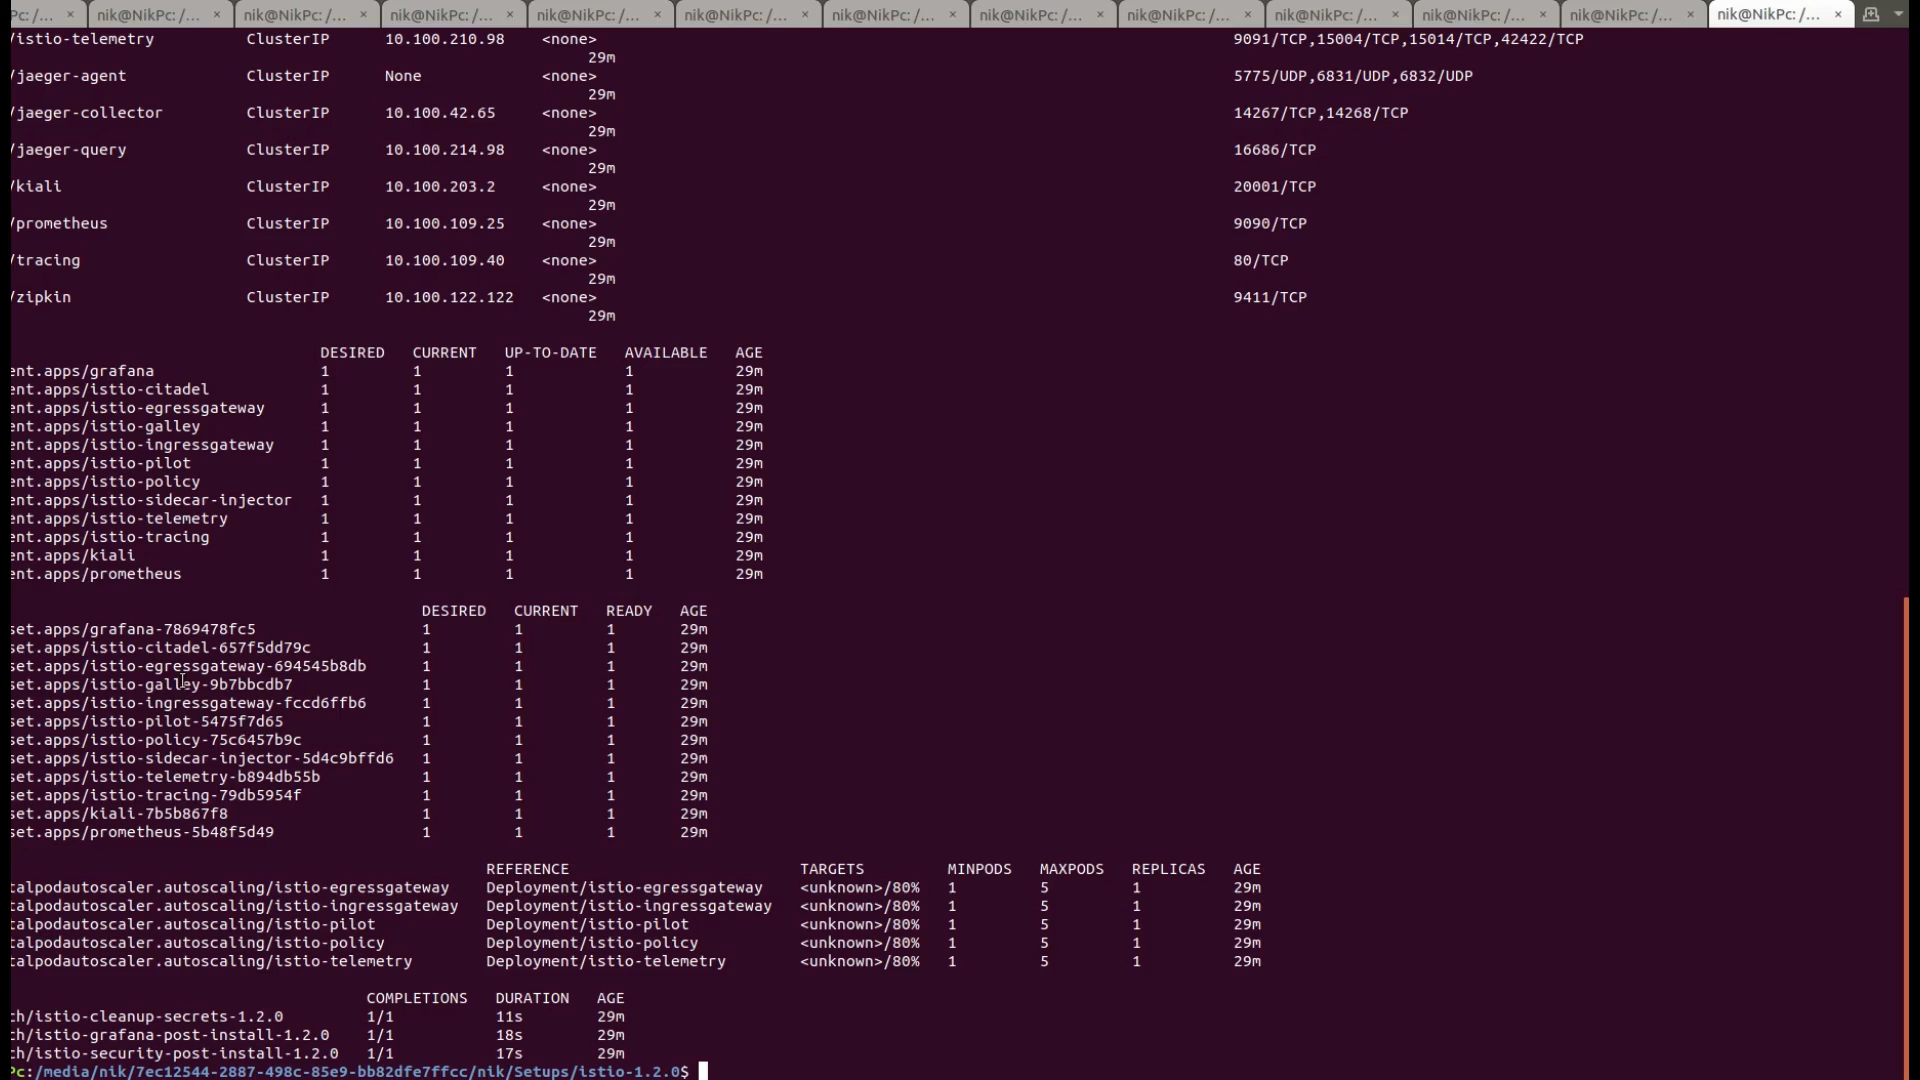 Pc: /... × nik@NikPc: /... × nik@NikPc: /... × nik@NikPc: /... × nik@NikPc: /... × nik@NikPc: /... × nik@NikPc: /... × nik@NikPc: /... × nik@NikPc: /... × nik@NikPc: /... × nik@NikPc: /... × nik@NikPc: /... × nik@NikPc: /... ×
/istio-telemetry ClusterIP 10.100.210.98 <none> 9091/TCP,15004/TCP,15014/TCP,42422/TCP
29m
/jaeger-agent ClusterIP None <none> 5775/UDP,6831/UDP,6832/UDP
29m
/jaeger-collector ClusterIP 10.100.42.65 <none> 14267/TCP,14268/TCP
29m
/jaeger-query ClusterIP 10.100.214.98 <none> 16686/TCP
29m
/kiali ClusterIP 10.100.203.2 <none> 20001/TCP
29m
/prometheus ClusterIP 10.100.109.25 <none> 9090/TCP
29m
/tracing ClusterIP 10.100.109.40 <none> 80/TCP
29m
/zipkin ClusterIP 10.100.122.122 <none> 9411/TCP
29m
DESIRED CURRENT UP-TO-DATE AVAILABLE AGE
ent.apps/grafana 1 1 1 1 29m
ent.apps/istio-citadel 1 1 1 1 29m
ent.apps/istio-egressgateway 1 1 1 1 29m
ent.apps/istio-galley 1 1 1 1 29m
ent.apps/istio-ingressgateway 1 1 1 1 29m
ent.apps/istio-pilot 1 1 1 1 29m
ent.apps/istio-policy 1 1 1 1 29m
ent.apps/istio-sidecar-injector 1 1 1 1 29m
ent.apps/istio-telemetry 1 1 1 1 29m
ent.apps/istio-tracing 1 1 1 1 29m
ent.apps/kiali 1 1 1 1 29m
ent.apps/prometheus 1 1 1 1 29m
DESIRED CURRENT READY AGE
set.apps/grafana-7869478fc5 1 1 1 29m
set.apps/istio-citadel-657f5dd79c 1 1 1 29m
set.apps/istio-egressgateway-694545b8db 1 1 1 29m
set.apps/istio-galley-9b7bbcdb7 1 1 1 29m
set.apps/istio-ingressgateway-fccd6ffb6 1 1 1 29m
set.apps/istio-pilot-5475f7d65 1 1 1 29m
set.apps/istio-policy-75c6457b9c 1 1 1 29m
set.apps/istio-sidecar-injector-5d4c9bffd6 1 1 1 29m
set.apps/istio-telemetry-b894db55b 1 1 1 29m
set.apps/istio-tracing-79db5954f 1 1 1 29m
set.apps/kiali-7b5b867f8 1 1 1 29m
set.apps/prometheus-5b48f5d49 1 1 1 29m
REFERENCE TARGETS MINPODS MAXPODS REPLICAS AGE
talpodautoscaler.autoscaling/istio-egressgateway Deployment/istio-egressgateway <unknown>/80% 1 5 1 29m
talpodautoscaler.autoscaling/istio-ingressgateway Deployment/istio-ingressgateway <unknown>/80% 1 5 1 29m
talpodautoscaler.autoscaling/istio-pilot Deployment/istio-pilot <unknown>/80% 1 5 1 29m
talpodautoscaler.autoscaling/istio-policy Deployment/istio-policy <unknown>/80% 1 5 1 29m
talpodautoscaler.autoscaling/istio-telemetry Deployment/istio-telemetry <unknown>/80% 1 5 1 29m
COMPLETIONS DURATION AGE
ch/istio-cleanup-secrets-1.2.0 1/1 11s 29m
ch/istio-grafana-post-install-1.2.0 1/1 18s 29m
ch/istio-security-post-install-1.2.0 1/1 17s 29m
Pc:/media/nik/7ec12544-2887-498c-85e9-bb82dfe7ffcc/nik/Setups/istio-1.2.0$